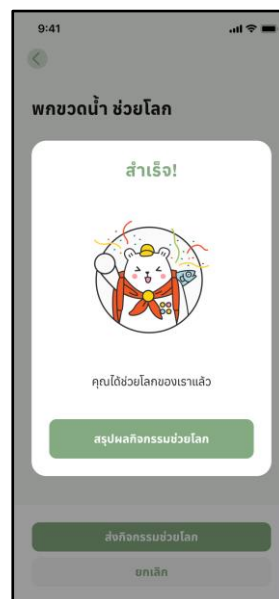 9:41
พกขวดน้ำ ช่วยโลก
สำเร็จ!
คุณได้ช่วยโลกของเราแล้ว
สรุปผลกิจกรรมช่วยโลก
ส่งกิจกรรมช่วยโลก
ยกเลิก